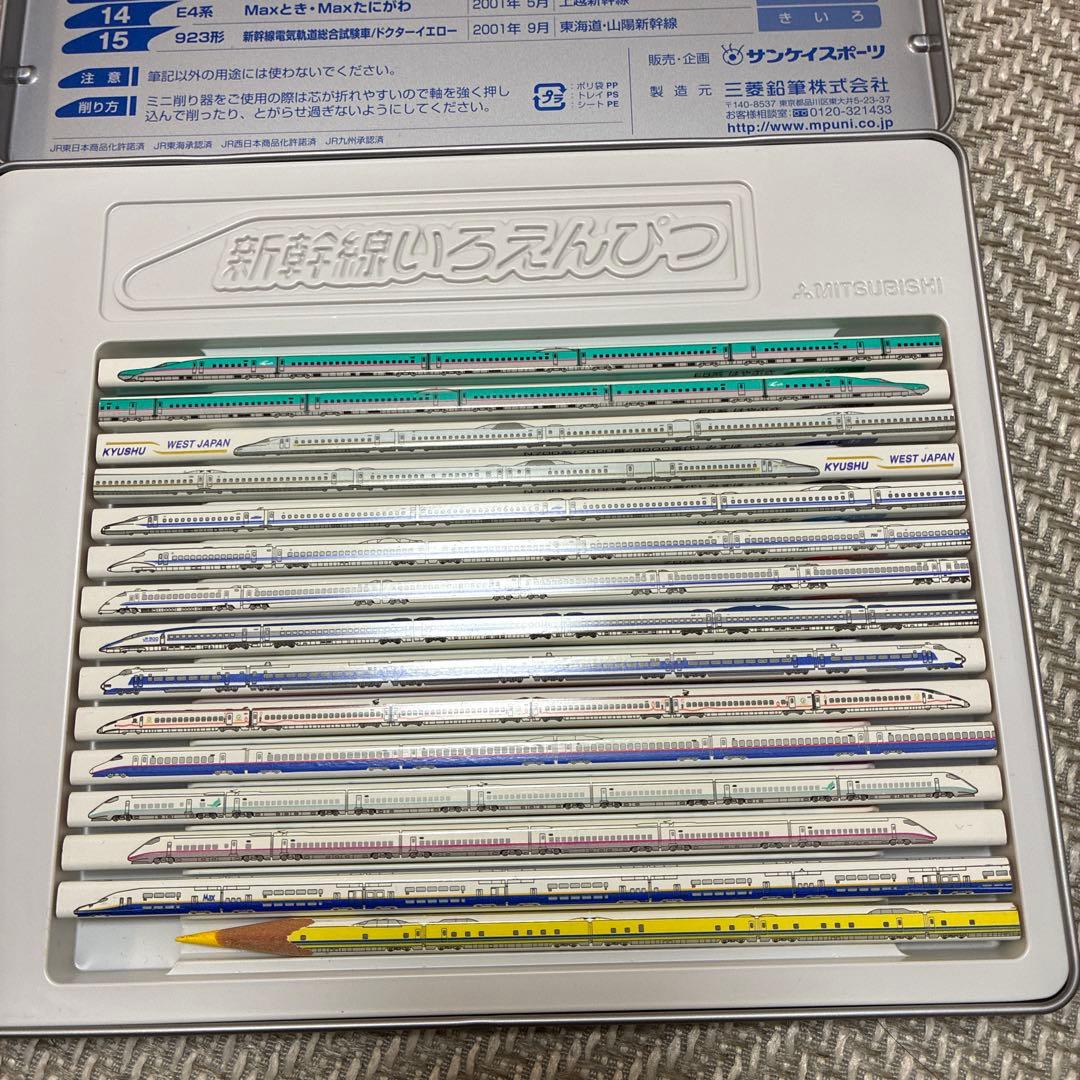 14 E4系 Maxとき・Maxたにがわ 2001年 5月 上越新幹線
15 923形 新幹線電気軌道総合試験車/ドクターイエロー 2001年 9月 東海道・山陽新幹線
きいろ
注意 筆記以外の用途には使わないでください。
削り方 ミニ削り器をご使用の際は芯が折れやすいので軸を強く押し
込んで削ったり、とがらせ過ぎないようにしてください。
プラ
:ポリ袋 PP
:トレイ PS
:シート PE
販売・企画 サンケイスポーツ
製造元 三菱鉛筆株式会社
〒140-8537 東京都品川区東大井5-23-37
お客様相談室:0120-321433
http://www.mpuni.co.jp
JR東日本商品化許諾済 JR東海承認済 JR西日本商品化許諾済 JR九州承認済
新幹線いろえんぴつ
MITSUBISHI
KYUSHU WEST JAPAN
KYUSHU WEST JAPAN
700
JR500
Max